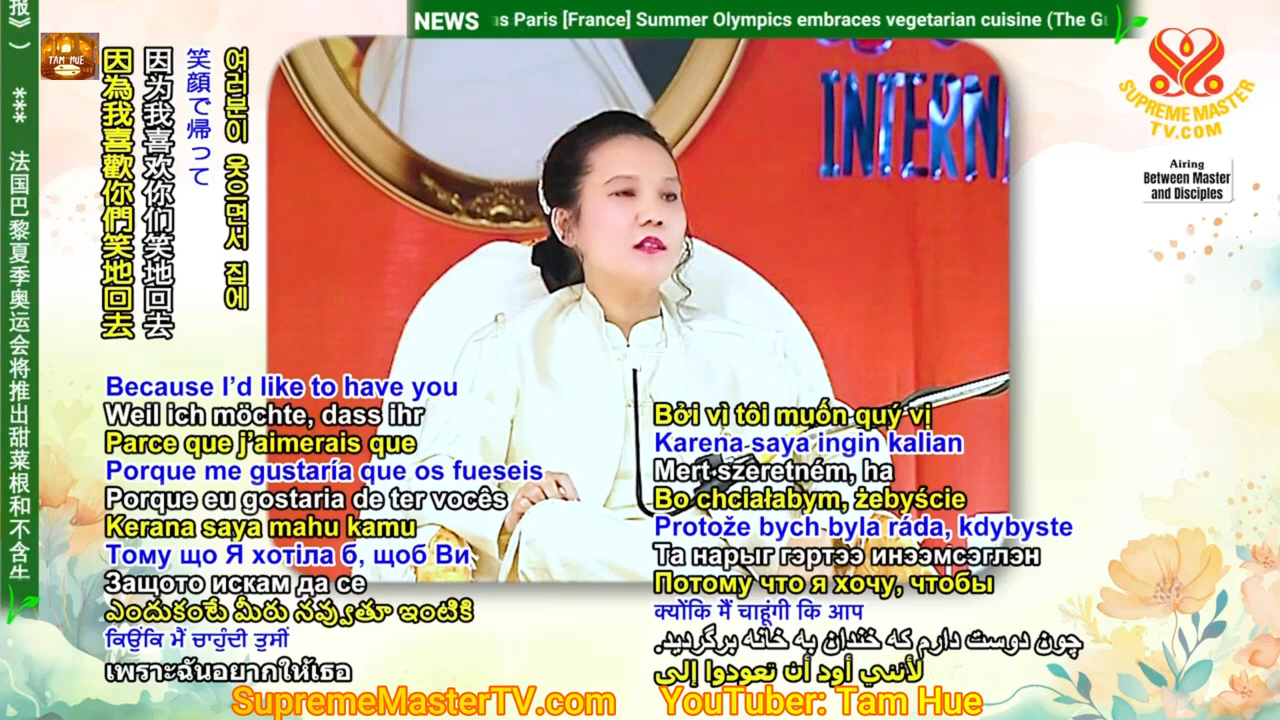 NEWS as Paris [France] Summer Olympics embraces vegetarian cuisine (The Gu
报》） *** 法国巴黎夏季奥运会将推出甜菜根和不含牛
TAM HUE
因為我喜歡你們笑地回去
因为我喜欢你们笑地回去
笑顔で帰って
여러분이 웃으면서 집에
INTERN
SUPREME MASTER
TV.COM
Airing
Between Master
and Disciples
Because I’d like to have you
Weil ich möchte, dass ihr
Parce que j’aimerais que
Porque me gustaría que os fueseis
Porque eu gostaria de ter vocês
Kerana saya mahu kamu
Тому що Я хотіла б, щоб Ви,
Защото искам да се
ఎందుకంటే మీరు నవ్వుతూ ఇంటికి
ਕਿਉਂਕਿ ਮੈਂ ਚਾਹੁੰਦੀ ਤੁਸੀਂ
เพราะฉันอยากให้เธอ
Bởi vì tôi muốn quý vị
Karena saya ingin kalian
Mert szeretném, ha
Bo chciałabym, żebyście
Protože bych byla ráda, kdybyste
Та нарыг гэртээ инээмсэглэн
Потому что я хочу, чтобы
क्योंकि मैं चाहूंगी कि आप
چون دوست دارم که خندان به خانه برگردید.
لأنني أود أن تعودوا إلى
SupremeMasterTV.com YouTuber: Tam Hue